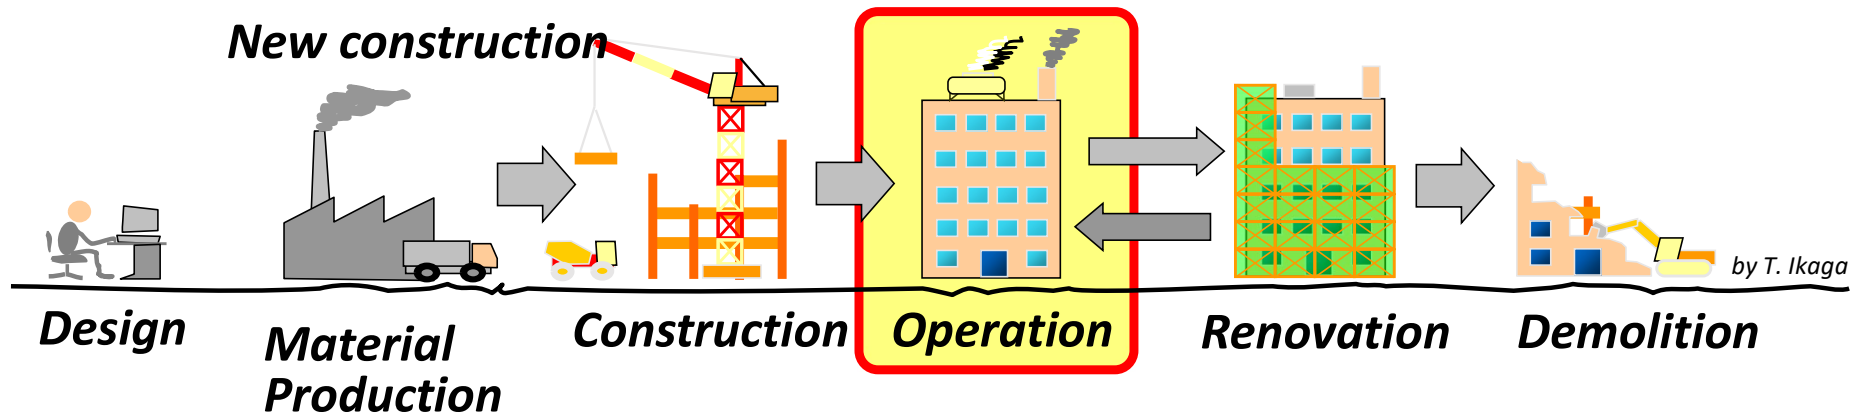 New construction
by T. Ikaga
Design
Material
Production
Construction
Operation
Renovation
Demolition